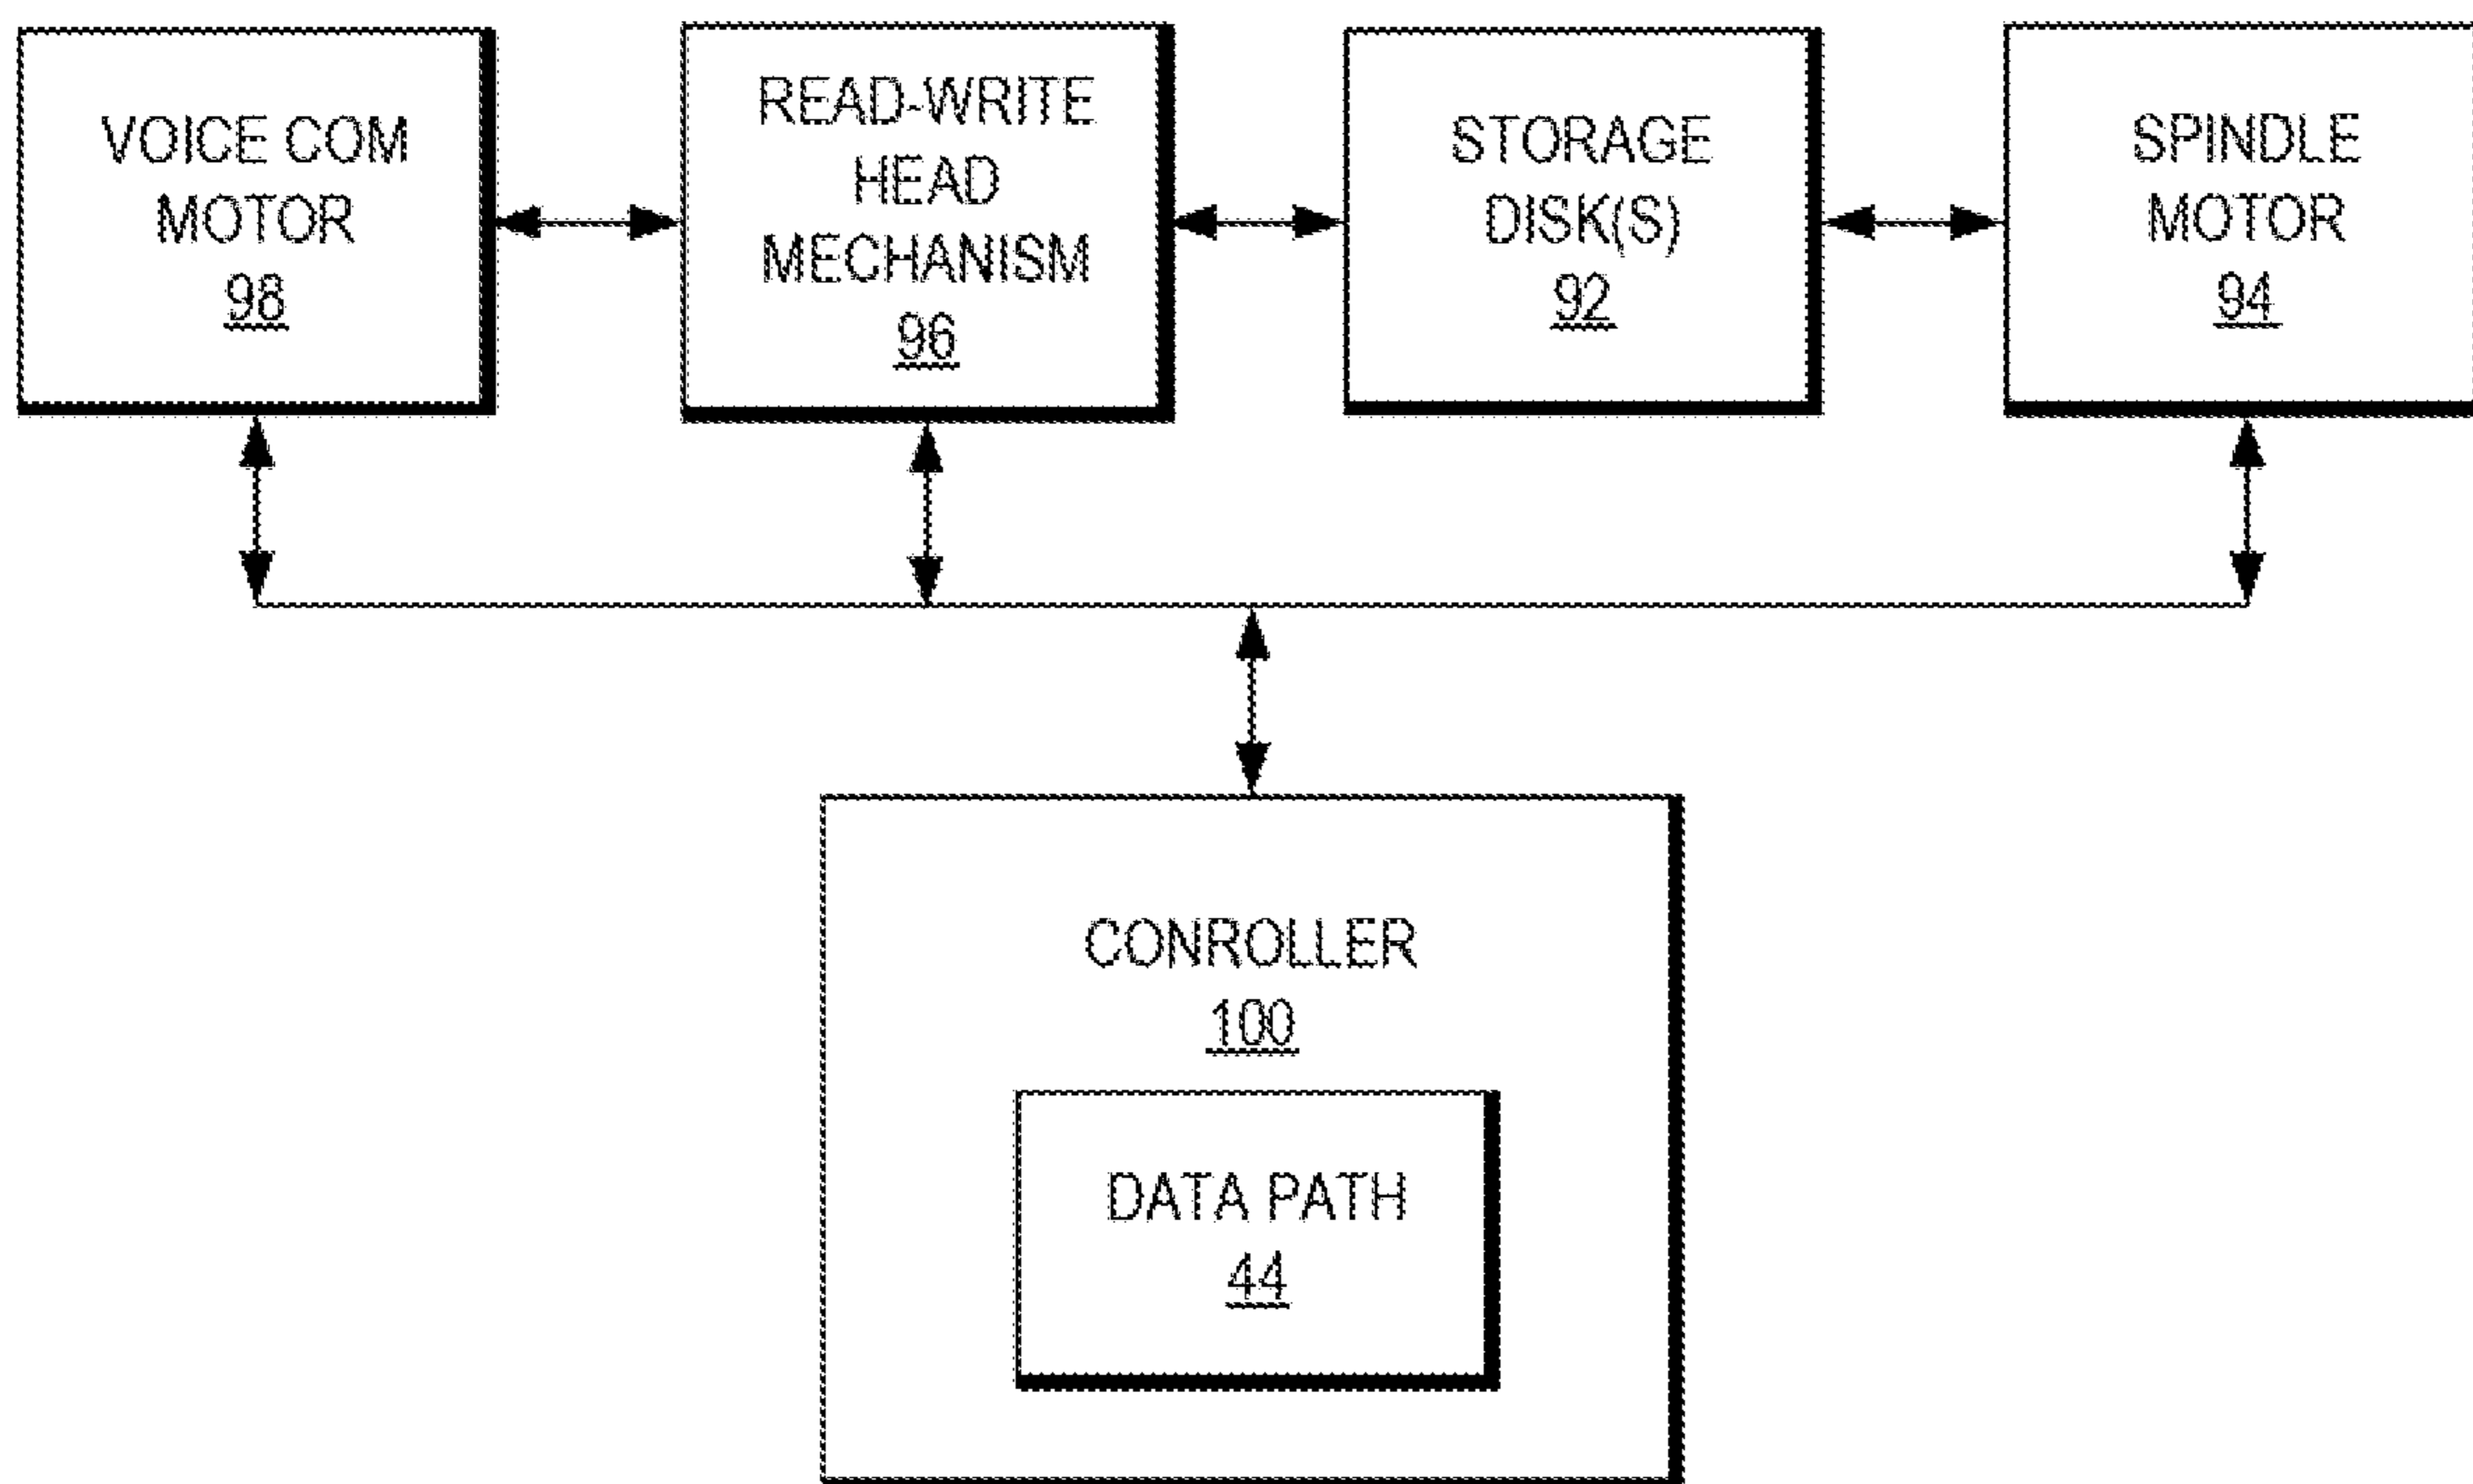 VOICE COM
MOTOR
98
READ-WRITE
HEAD
MECHANISM
96
STORAGE
DISK(S)
92
SPINDLE
MOTOR
94
CONROLLER
100
DATA PATH
44